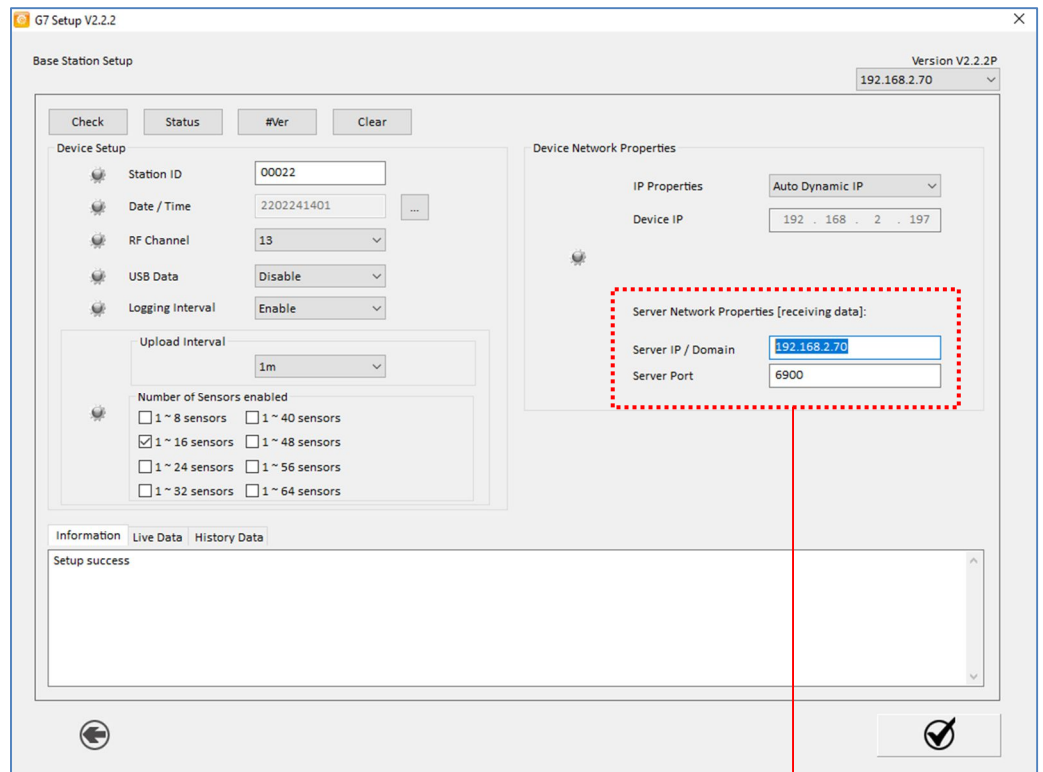 G7 Setup V2.2.2
Base Station Setup
Version V2.2.2P
192.168.2.70
Check Status #Ver Clear
Device Setup
Station ID 00022
Date / Time 2202241401 ...
RF Channel 13
USB Data Disable
Logging Interval Enable
Upload Interval
1m
Number of Sensors enabled
1 ~ 8 sensors 1 ~ 40 sensors
1 ~ 16 sensors 1 ~ 48 sensors
1 ~ 24 sensors 1 ~ 56 sensors
1 ~ 32 sensors 1 ~ 64 sensors
Device Network Properties
IP Properties Auto Dynamic IP
Device IP 192 . 168 . 2 . 197
Server Network Properties [receiving data]:
Server IP / Domain 192.168.2.70
Server Port 6900
Information Live Data History Data
Setup success